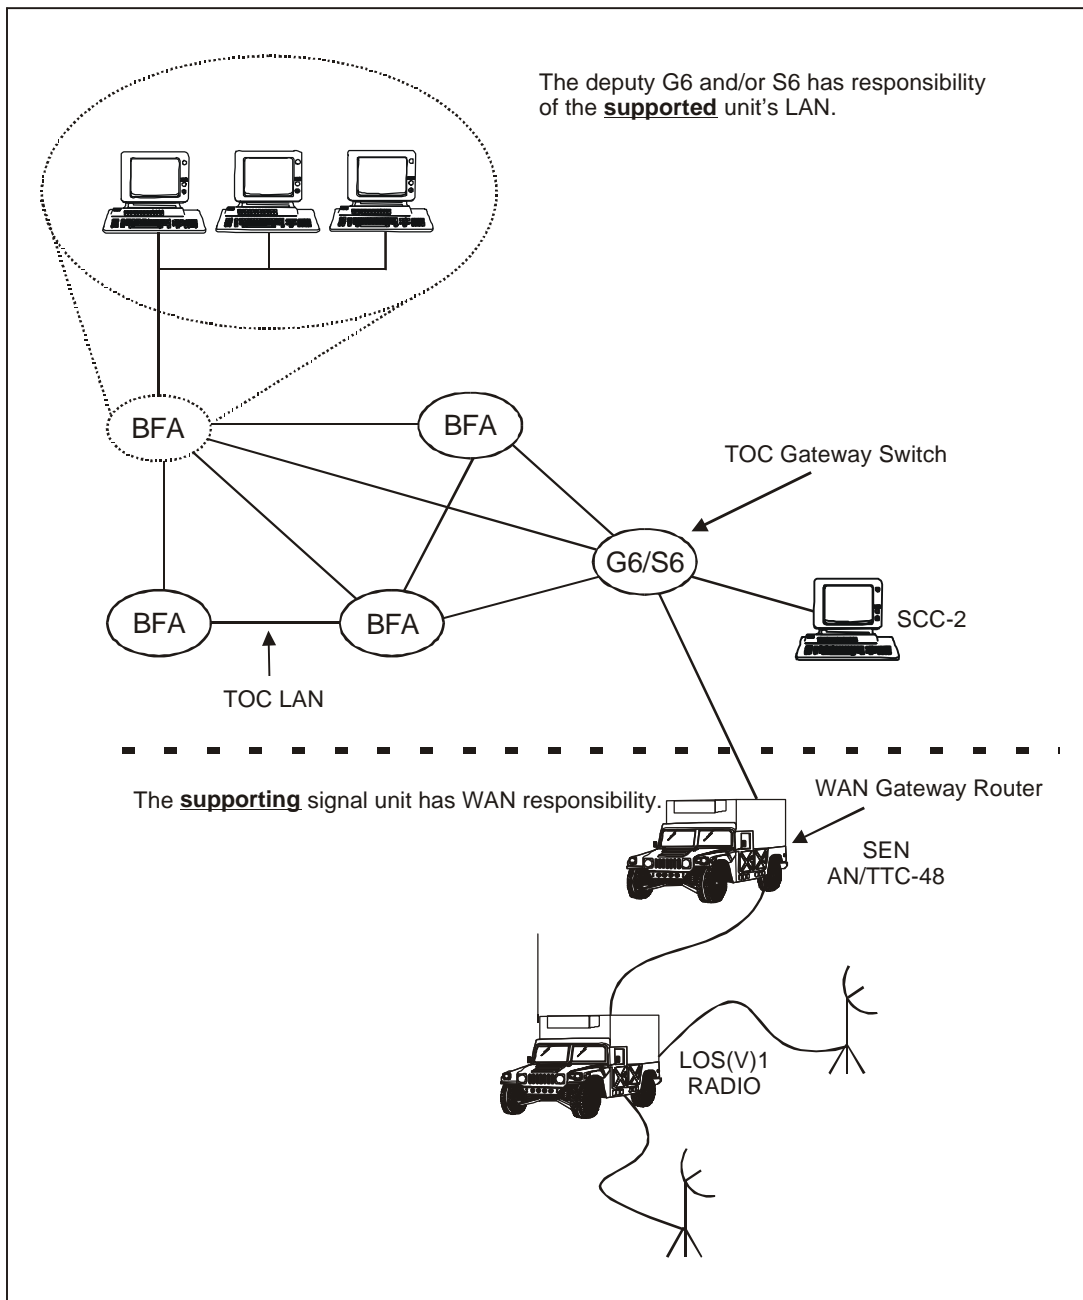 The deputy G6 and/or S6 has responsibility
of the supported unit's LAN.
BFA
BFA
TOC Gateway Switch
G6/S6
BFA
BFA
SCC-2
TOC LAN
The supporting signal unit has WAN responsibility.
WAN Gateway Router
SEN
AN/TTC-48
LOS(V)1
RADIO